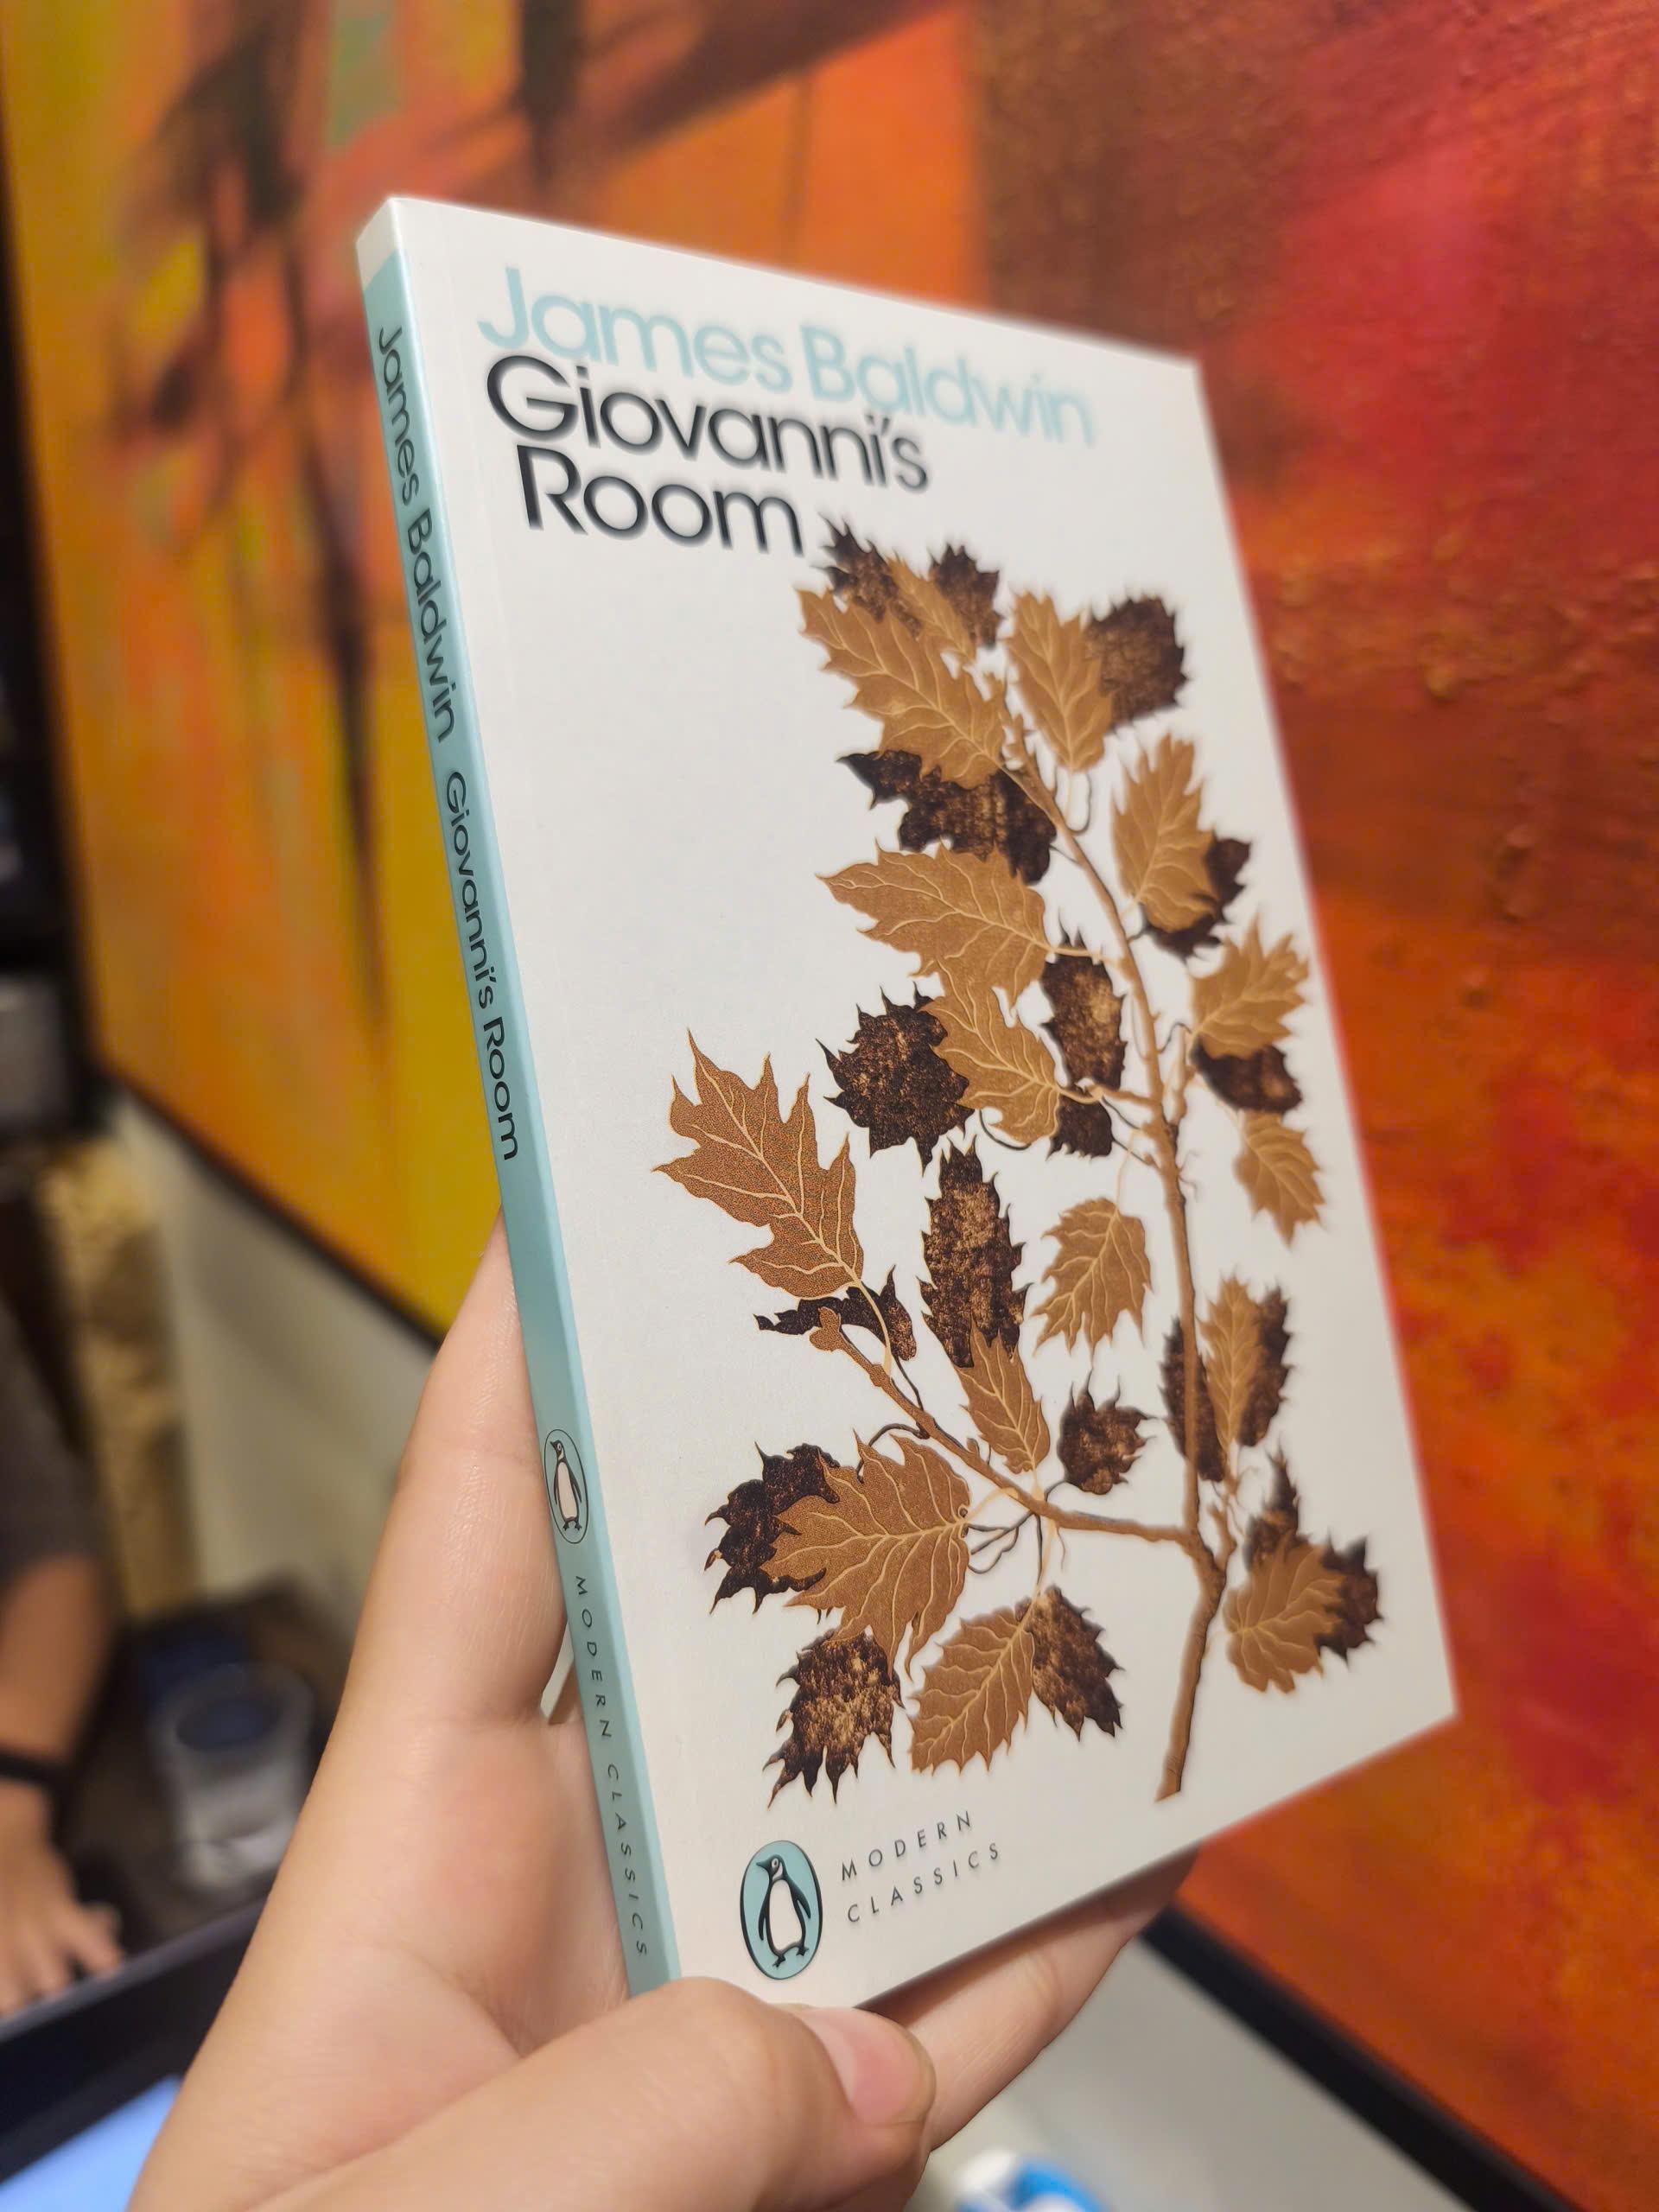 James Baldwin
Giovanni's
Room
James Baldwin Giovanni's Room
MODERN CLASSICS
MODERN
CLASSICS